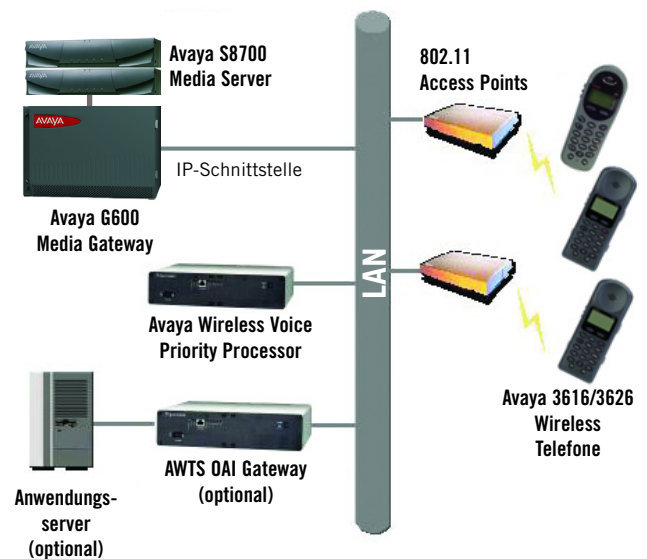 Avaya S8700
Media Server
AVAYA
IP-Schnittstelle
Avaya G600
Media Gateway
802.11
Access Points
LAN
Avaya Wireless Voice
Priority Processor
Avaya 3616/3626
Wireless
Telefone
AWTS OAI Gateway
(optional)
Anwendungs-
server
(optional)